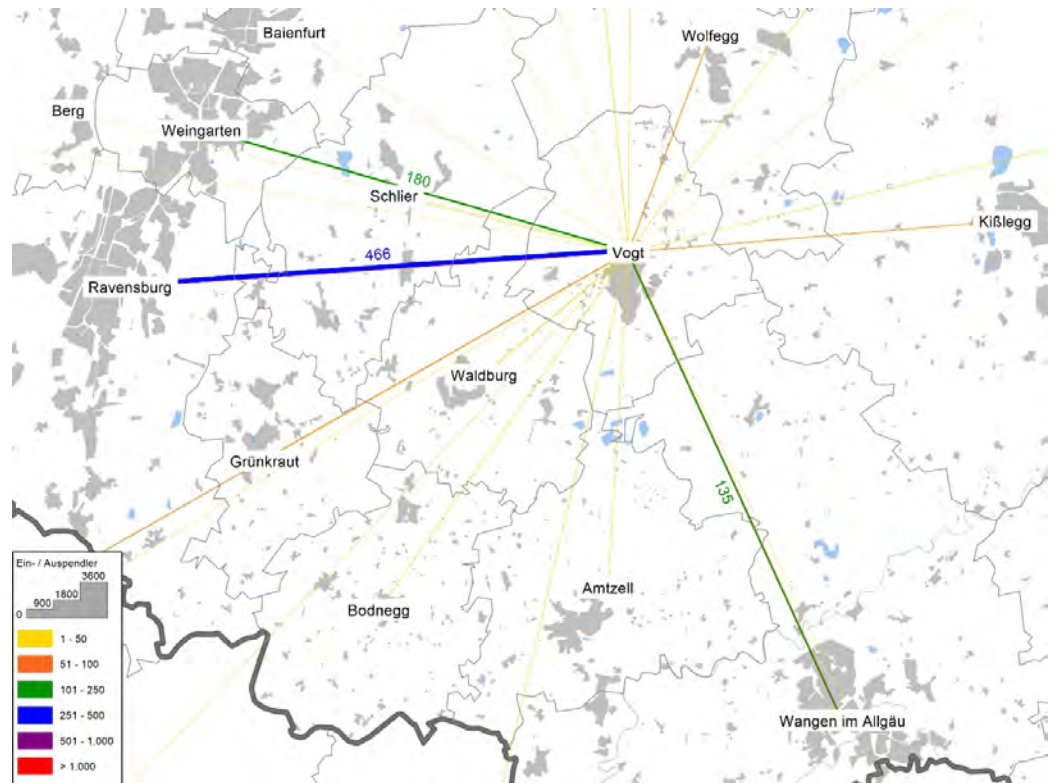 Baienfurt
Wolfegg
Berg
Weingarten
180
Schlier
Kißlegg
Vogt
466
Ravensburg
Waldburg
Grünkraut
135
Amtzell
Bodnegg
Wangen im Allgäu
Ein- / Auspendler
3600
1800
900
0
1 - 50
51 - 100
101 - 250
251 - 500
501 - 1.000
> 1.000